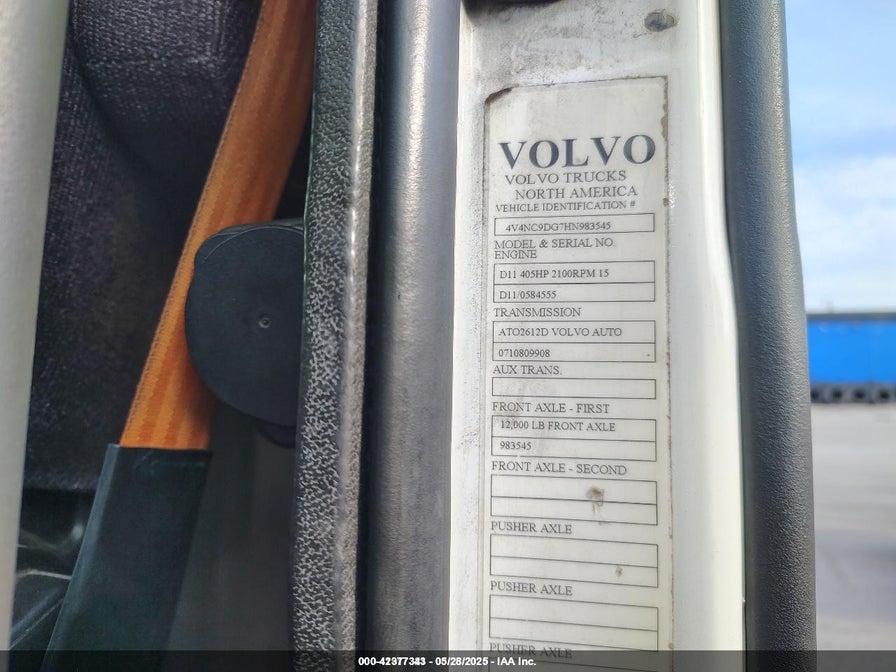 VOLVO
VOLVO TRUCKS
NORTH AMERICA
VEHICLE IDENTIFICATION #
4V4NC9DG7HN983545
MODEL & SERIAL NO.
ENGINE
D11 405HP 2100RPM 15
D11/0584555
TRANSMISSION
ATO2612D VOLVO AUTO
0710809908
AUX TRANS.
FRONT AXLE - FIRST
12,000 LB FRONT AXLE
983545
FRONT AXLE - SECOND
PUSHER AXLE
PUSHER AXLE
PUSHER AXLE
05/28/2025 - IAA Inc.